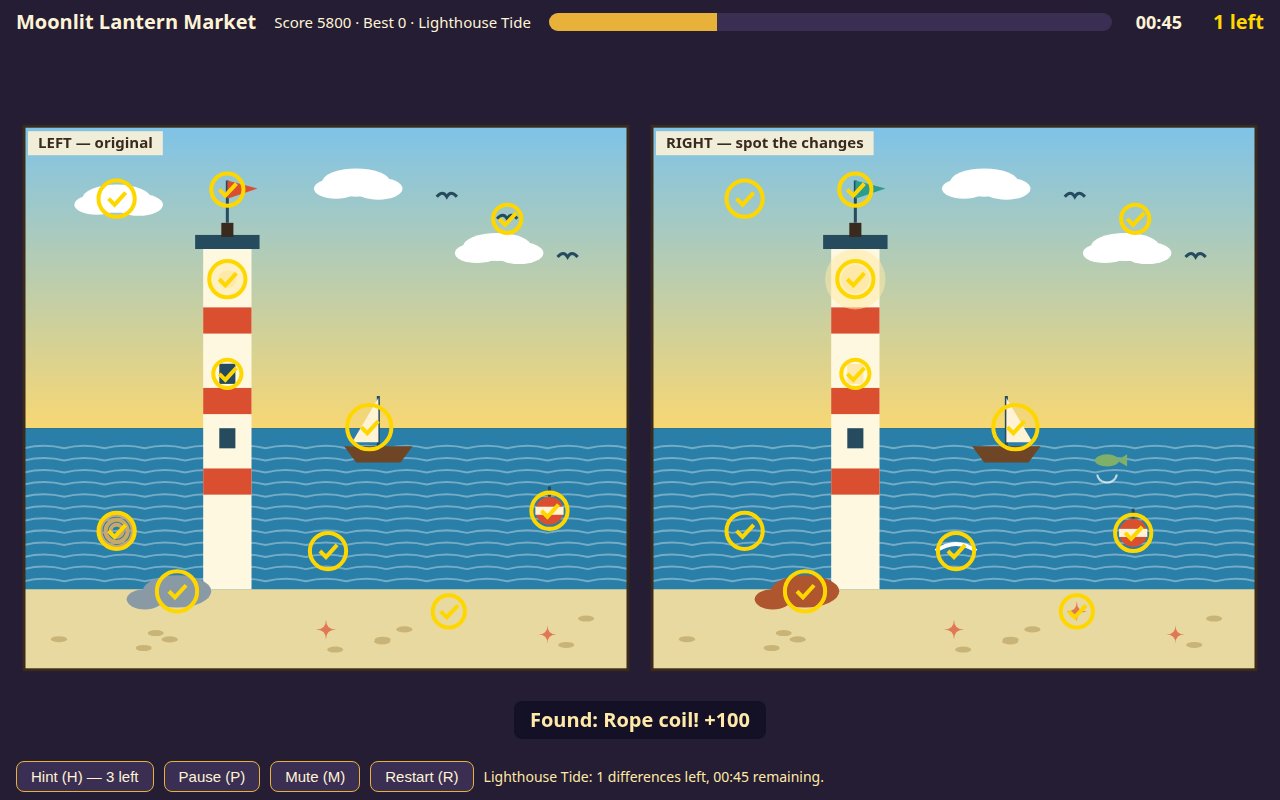 Moonlit Lantern Market
Score 5800 · Best 0 · Lighthouse Tide
00:45
1 left
LEFT — original
RIGHT — spot the changes
Found: Rope coil! +100
Hint (H) — 3 left
Pause (P)
Mute (M)
Restart (R)
Lighthouse Tide: 1 differences left, 00:45 remaining.